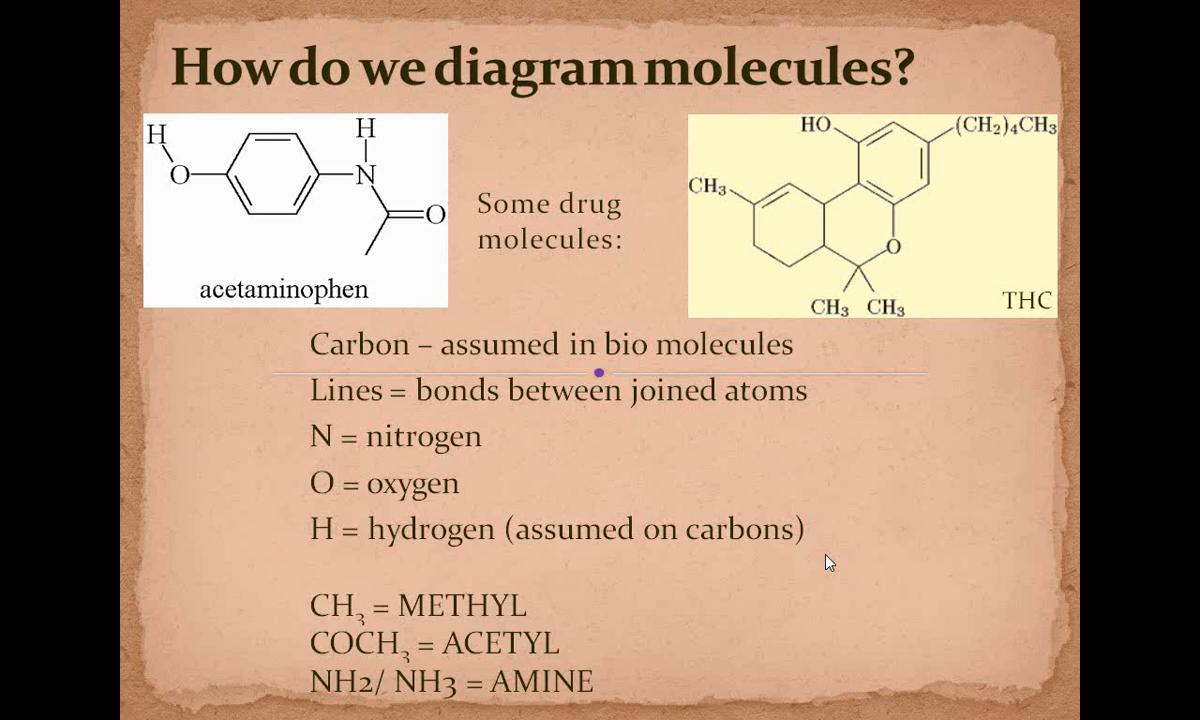 How do we diagram molecules?
H
H
O
N
O
acetaminophen
Some drug
molecules:
HO
(CH₂)₄CH₃
CH₃
O
CH₃ CH₃
THC
Carbon – assumed in bio molecules
Lines = bonds between joined atoms
N = nitrogen
O = oxygen
H = hydrogen (assumed on carbons)
CH₃ = METHYL
COCH₃ = ACETYL
NH2/ NH3 = AMINE